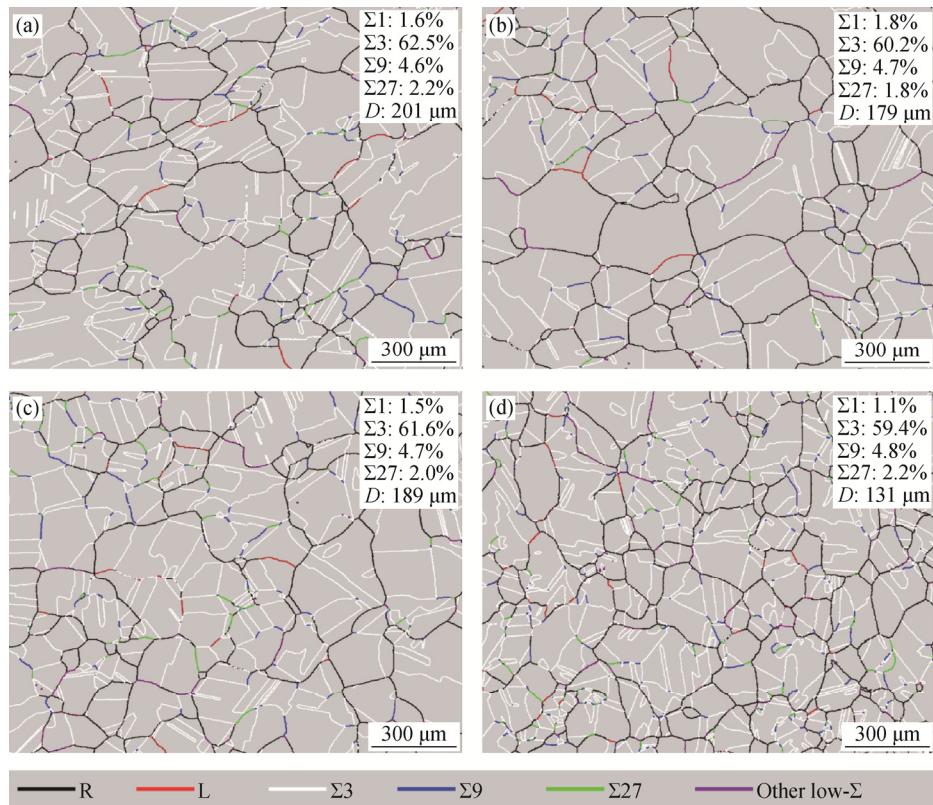 (a)
Σ1: 1.6%
Σ3: 62.5%
Σ9: 4.6%
Σ27: 2.2%
D: 201 μm
300 μm
(b)
Σ1: 1.8%
Σ3: 60.2%
Σ9: 4.7%
Σ27: 1.8%
D: 179 μm
300 μm
(c)
Σ1: 1.5%
Σ3: 61.6%
Σ9: 4.7%
Σ27: 2.0%
D: 189 μm
300 μm
(d)
Σ1: 1.1%
Σ3: 59.4%
Σ9: 4.8%
Σ27: 2.2%
D: 131 μm
300 μm
R L Σ3 Σ9 Σ27 Other low-Σ